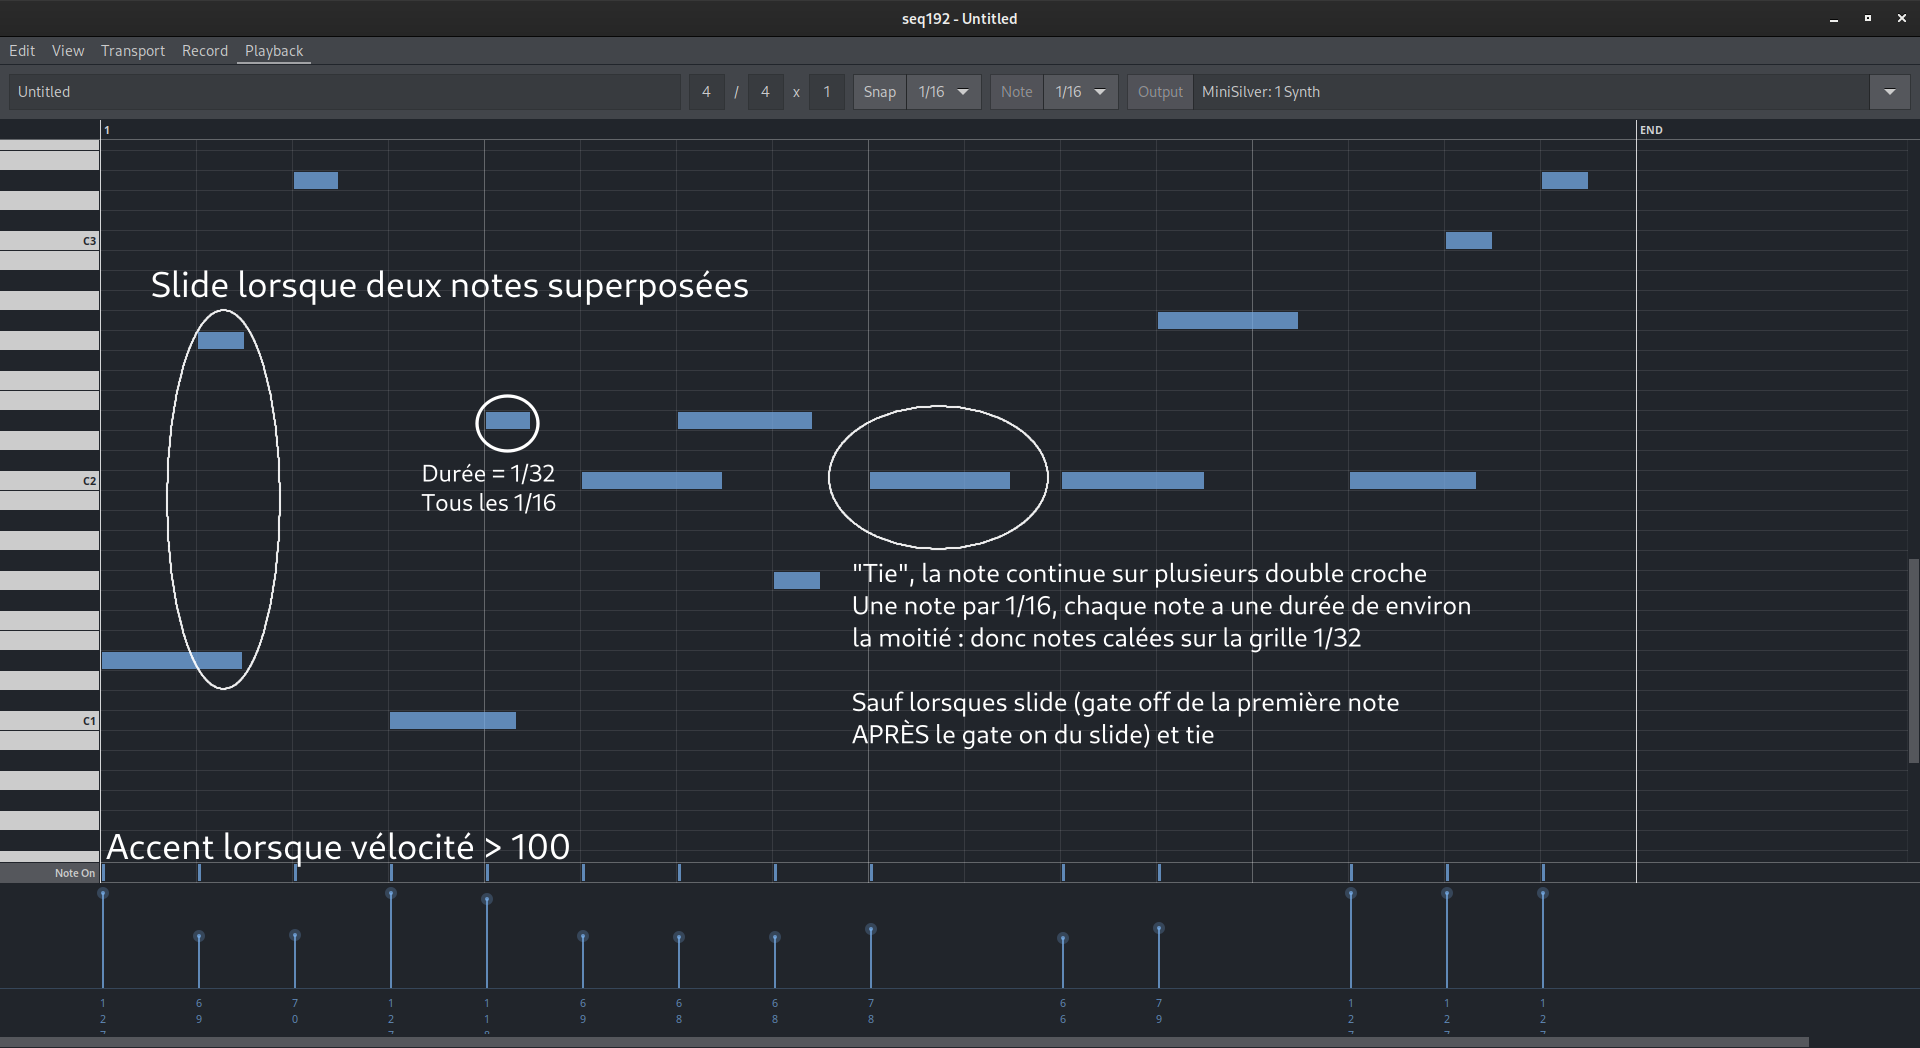 seq192 - Untitled
Edit View Transport Record Playback
Untitled 4 / 4 x 1 Snap 1/16 Note 1/16 Output MiniSilver: 1 Synth
1 END
C3
Slide lorsque deux notes superposées
Durée = 1/32
Tous les 1/16
C2
"Tie", la note continue sur plusieurs double croche
Une note par 1/16, chaque note a une durée de environ
la moitié : donc notes calées sur la grille 1/32
Sauf lorsques slide (gate off de la première note
APRÈS le gate on du slide) et tie
C1
Accent lorsque vélocité > 100
Note On
1 6 7 1 1 6 6 6 7 6 7 1 1 1
2 9 0 2 1 9 8 8 8 6 9 2 2 2